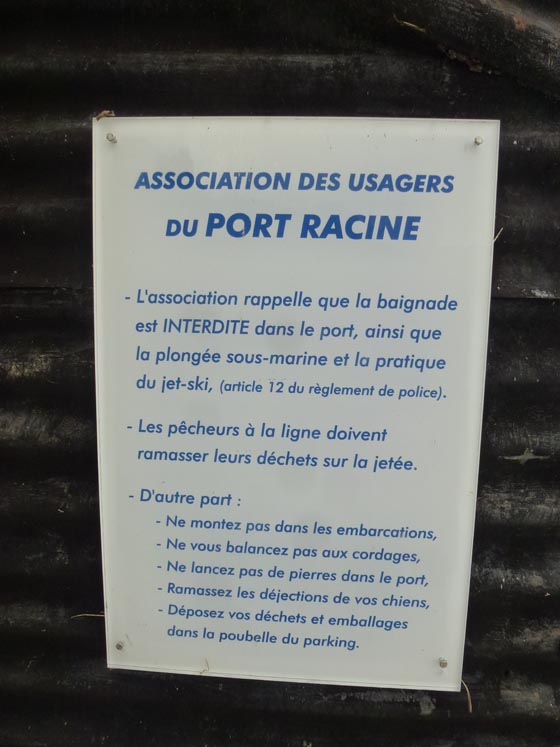 ASSOCIATION DES USAGERS
DU PORT RACINE
- L'association rappelle que la baignade
est INTERDITE dans le port, ainsi que
la plongée sous-marine et la pratique
du jet-ski, (article 12 du règlement de police).
- Les pêcheurs à la ligne doivent
ramasser leurs déchets sur la jetée.
- D'autre part :
- Ne montez pas dans les embarcations,
- Ne vous balancez pas aux cordages,
- Ne lancez pas de pierres dans le port,
- Ramassez les déjections de vos chiens,
- Déposez vos déchets et emballages
dans la poubelle du parking.